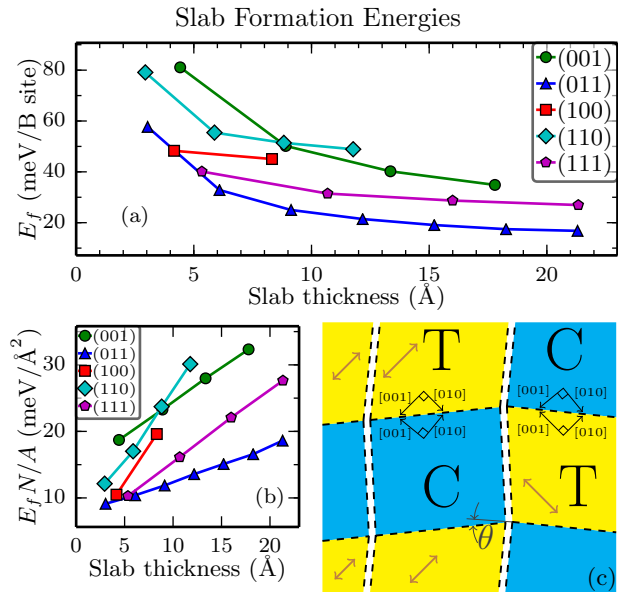 Slab Formation Energies
E_f (meV/B site)
80
60
40
20
(001)
(011)
(100)
(110)
(111)
(a)
0 5 10 15 20
Slab thickness (Å)
E_f N/A (meV/Å²)
30
20
10
(001)
(011)
(100)
(110)
(111)
(b)
0 5 10 15 20
Slab thickness (Å)
T
C
[001] [010]
[001] [010]
[001] [010]
[001] [010]
C
T
θ
(c)